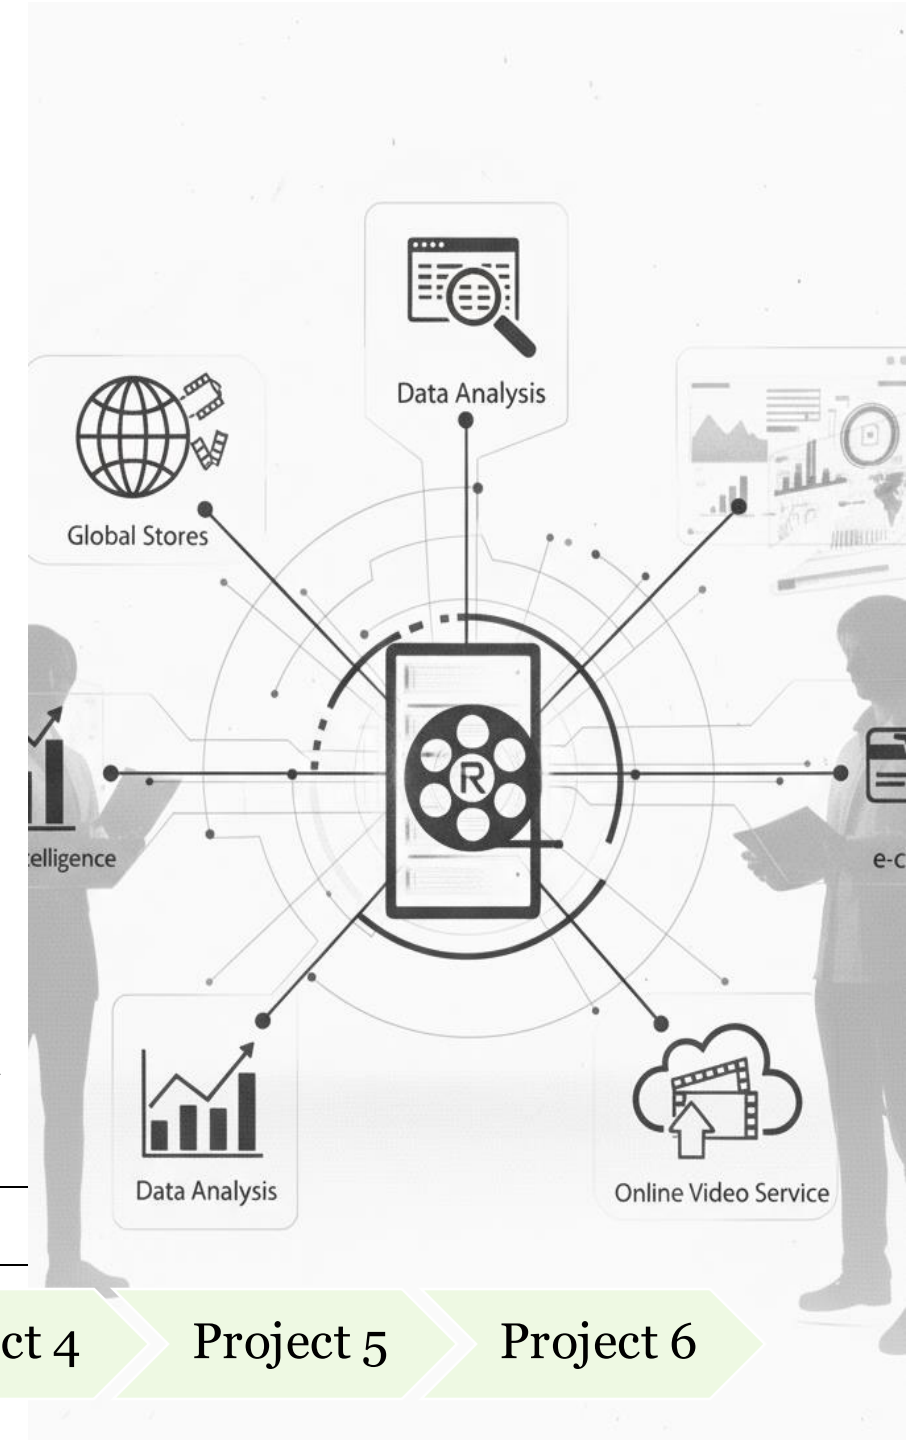 Data Analysis
Global Stores
R
elligence
e-c
Data Analysis
Online Video Service
ct 4
Project 5
Project 6